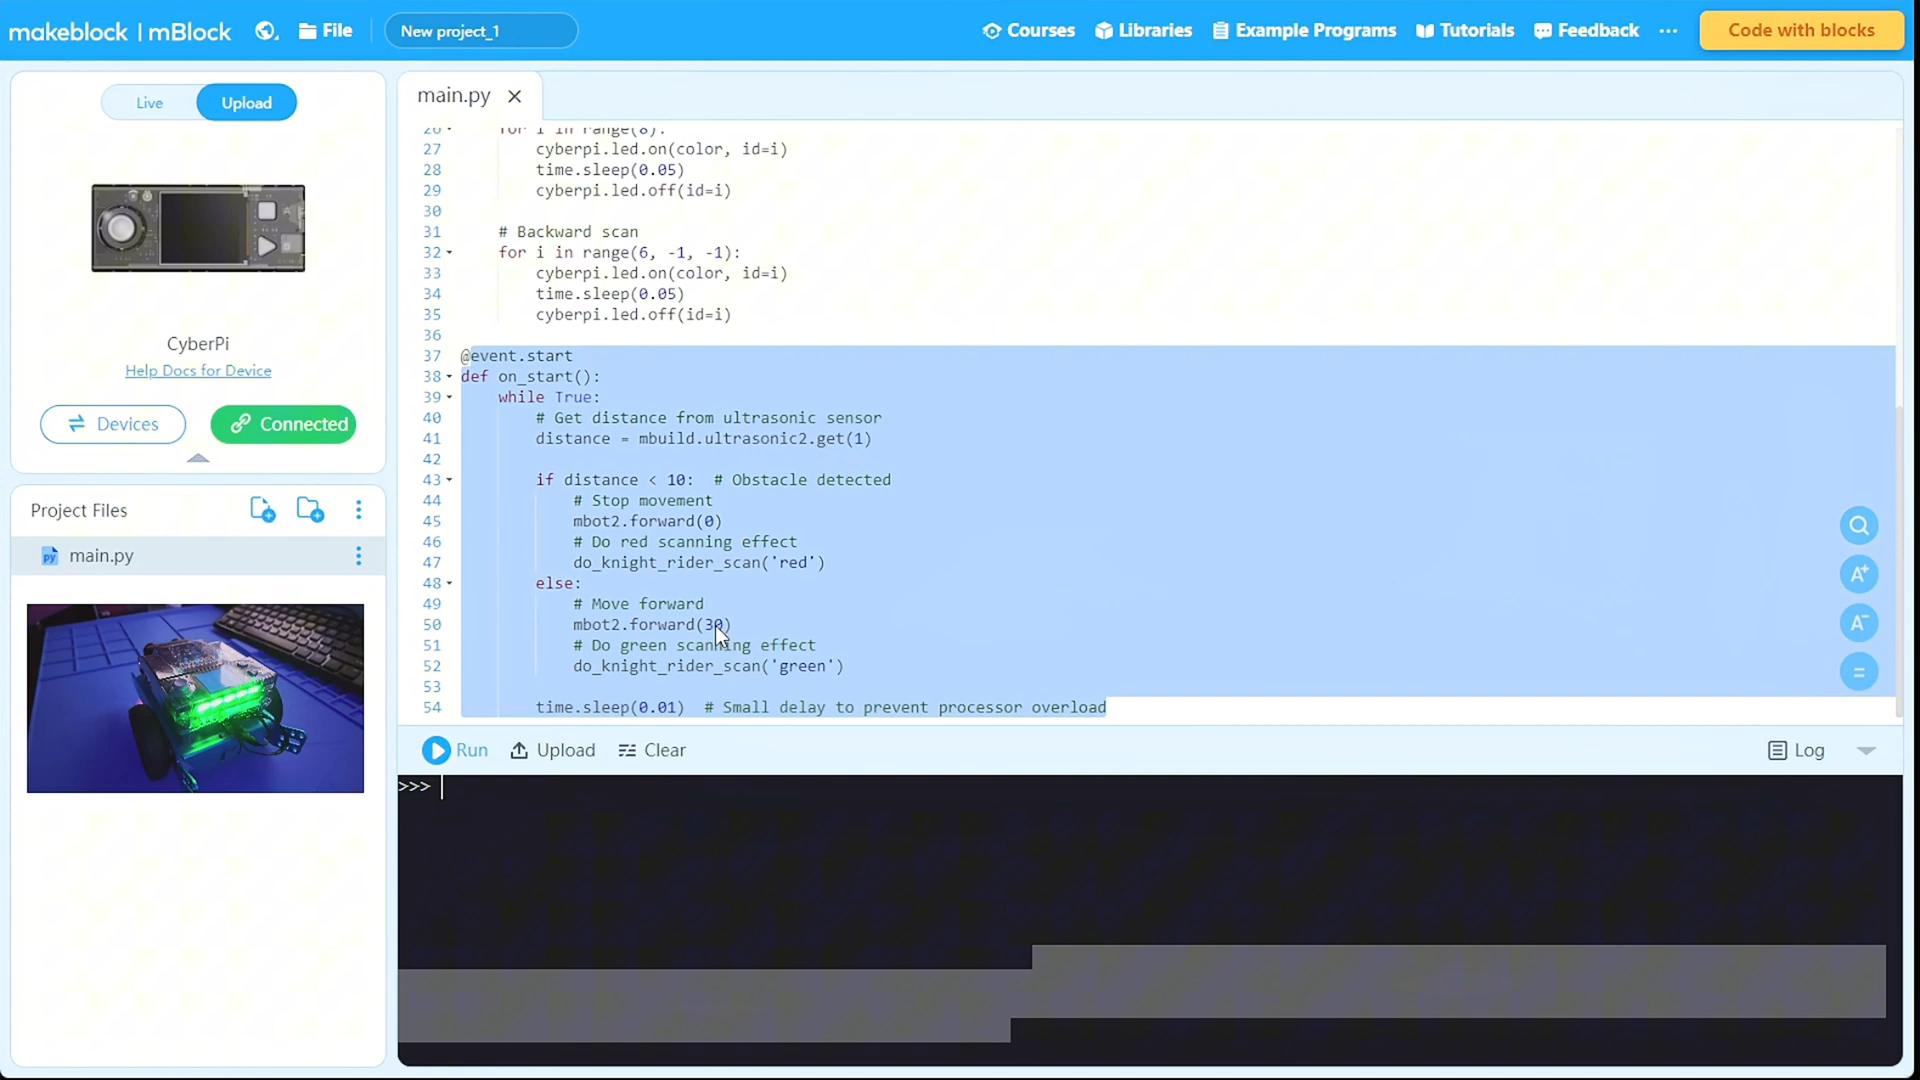 makeblock | mBlock File New project_1 Courses Libraries Example Programs Tutorials Feedback ··· Code with blocks
Live Upload
CyberPi
Help Docs for Device
Devices Connected
Project Files
py main.py
main.py ×
26 for i in range(8):
27 cyberpi.led.on(color, id=i)
28 time.sleep(0.05)
29 cyberpi.led.off(id=i)
30
31 # Backward scan
32 for i in range(6, -1, -1):
33 cyberpi.led.on(color, id=i)
34 time.sleep(0.05)
35 cyberpi.led.off(id=i)
36
37 @event.start
38 def on_start():
39 while True:
40 # Get distance from ultrasonic sensor
41 distance = mbuild.ultrasonic2.get(1)
42
43 if distance < 10: # Obstacle detected
44 # Stop movement
45 mbot2.forward(0)
46 # Do red scanning effect
47 do_knight_rider_scan('red')
48 else:
49 # Move forward
50 mbot2.forward(30)
51 # Do green scanning effect
52 do_knight_rider_scan('green')
53
54 time.sleep(0.01) # Small delay to prevent processor overload
A+
A-
=
Run Upload Clear Log
>>>